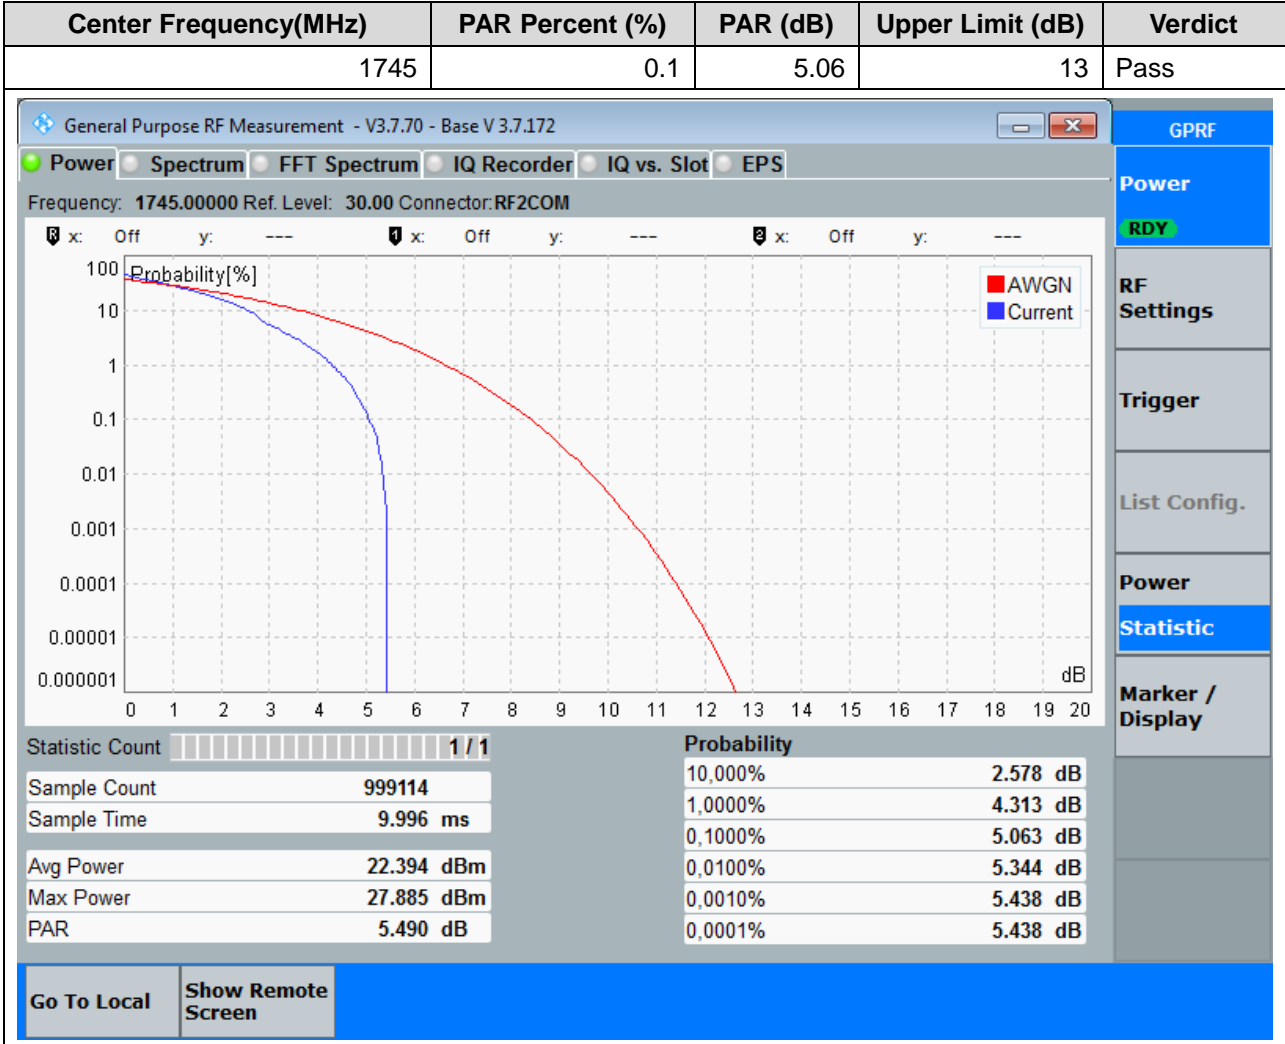 Center Frequency(MHz) PAR Percent (%) PAR (dB) Upper Limit (dB) Verdict
1745 0.1 5.06 13 Pass
General Purpose RF Measurement - V3.7.70 - Base V 3.7.172
GPRF
Power Spectrum FFT Spectrum IQ Recorder IQ vs. Slot EPS
Frequency: 1745.00000 Ref. Level: 30.00 Connector:RF2COM
R x: Off y: --- 1 x: Off y: --- 2 x: Off y: ---
Probability[%]
AWGN
Current
100
10
1
0.1
0.01
0.001
0.0001
0.00001
0.000001
dB
0 1 2 3 4 5 6 7 8 9 10 11 12 13 14 15 16 17 18 19 20
Statistic Count 1 / 1
Sample Count 999114
Sample Time 9.996 ms
Avg Power 22.394 dBm
Max Power 27.885 dBm
PAR 5.490 dB
Probability
10,000% 2.578 dB
1,0000% 4.313 dB
0,1000% 5.063 dB
0,0100% 5.344 dB
0,0010% 5.438 dB
0,0001% 5.438 dB
Power
RDY
RF
Settings
Trigger
List Config.
Power
Statistic
Marker /
Display
Go To Local
Show Remote
Screen